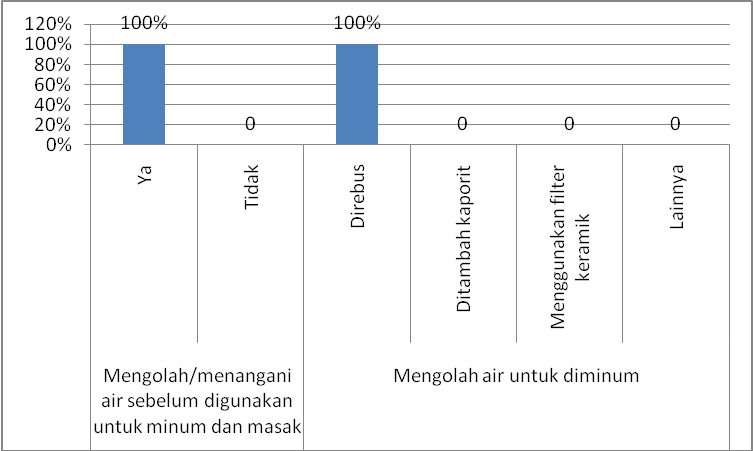 120%
100%
80%
60%
40%
20%
0%
100%
0
100%
0
0
0
Ya
Tidak
Direbus
Ditambah kaporit
Menggunakan filter
keramik
Lainnya
Mengolah/menangani
air sebelum digunakan
untuk minum dan masak
Mengolah air untuk diminum